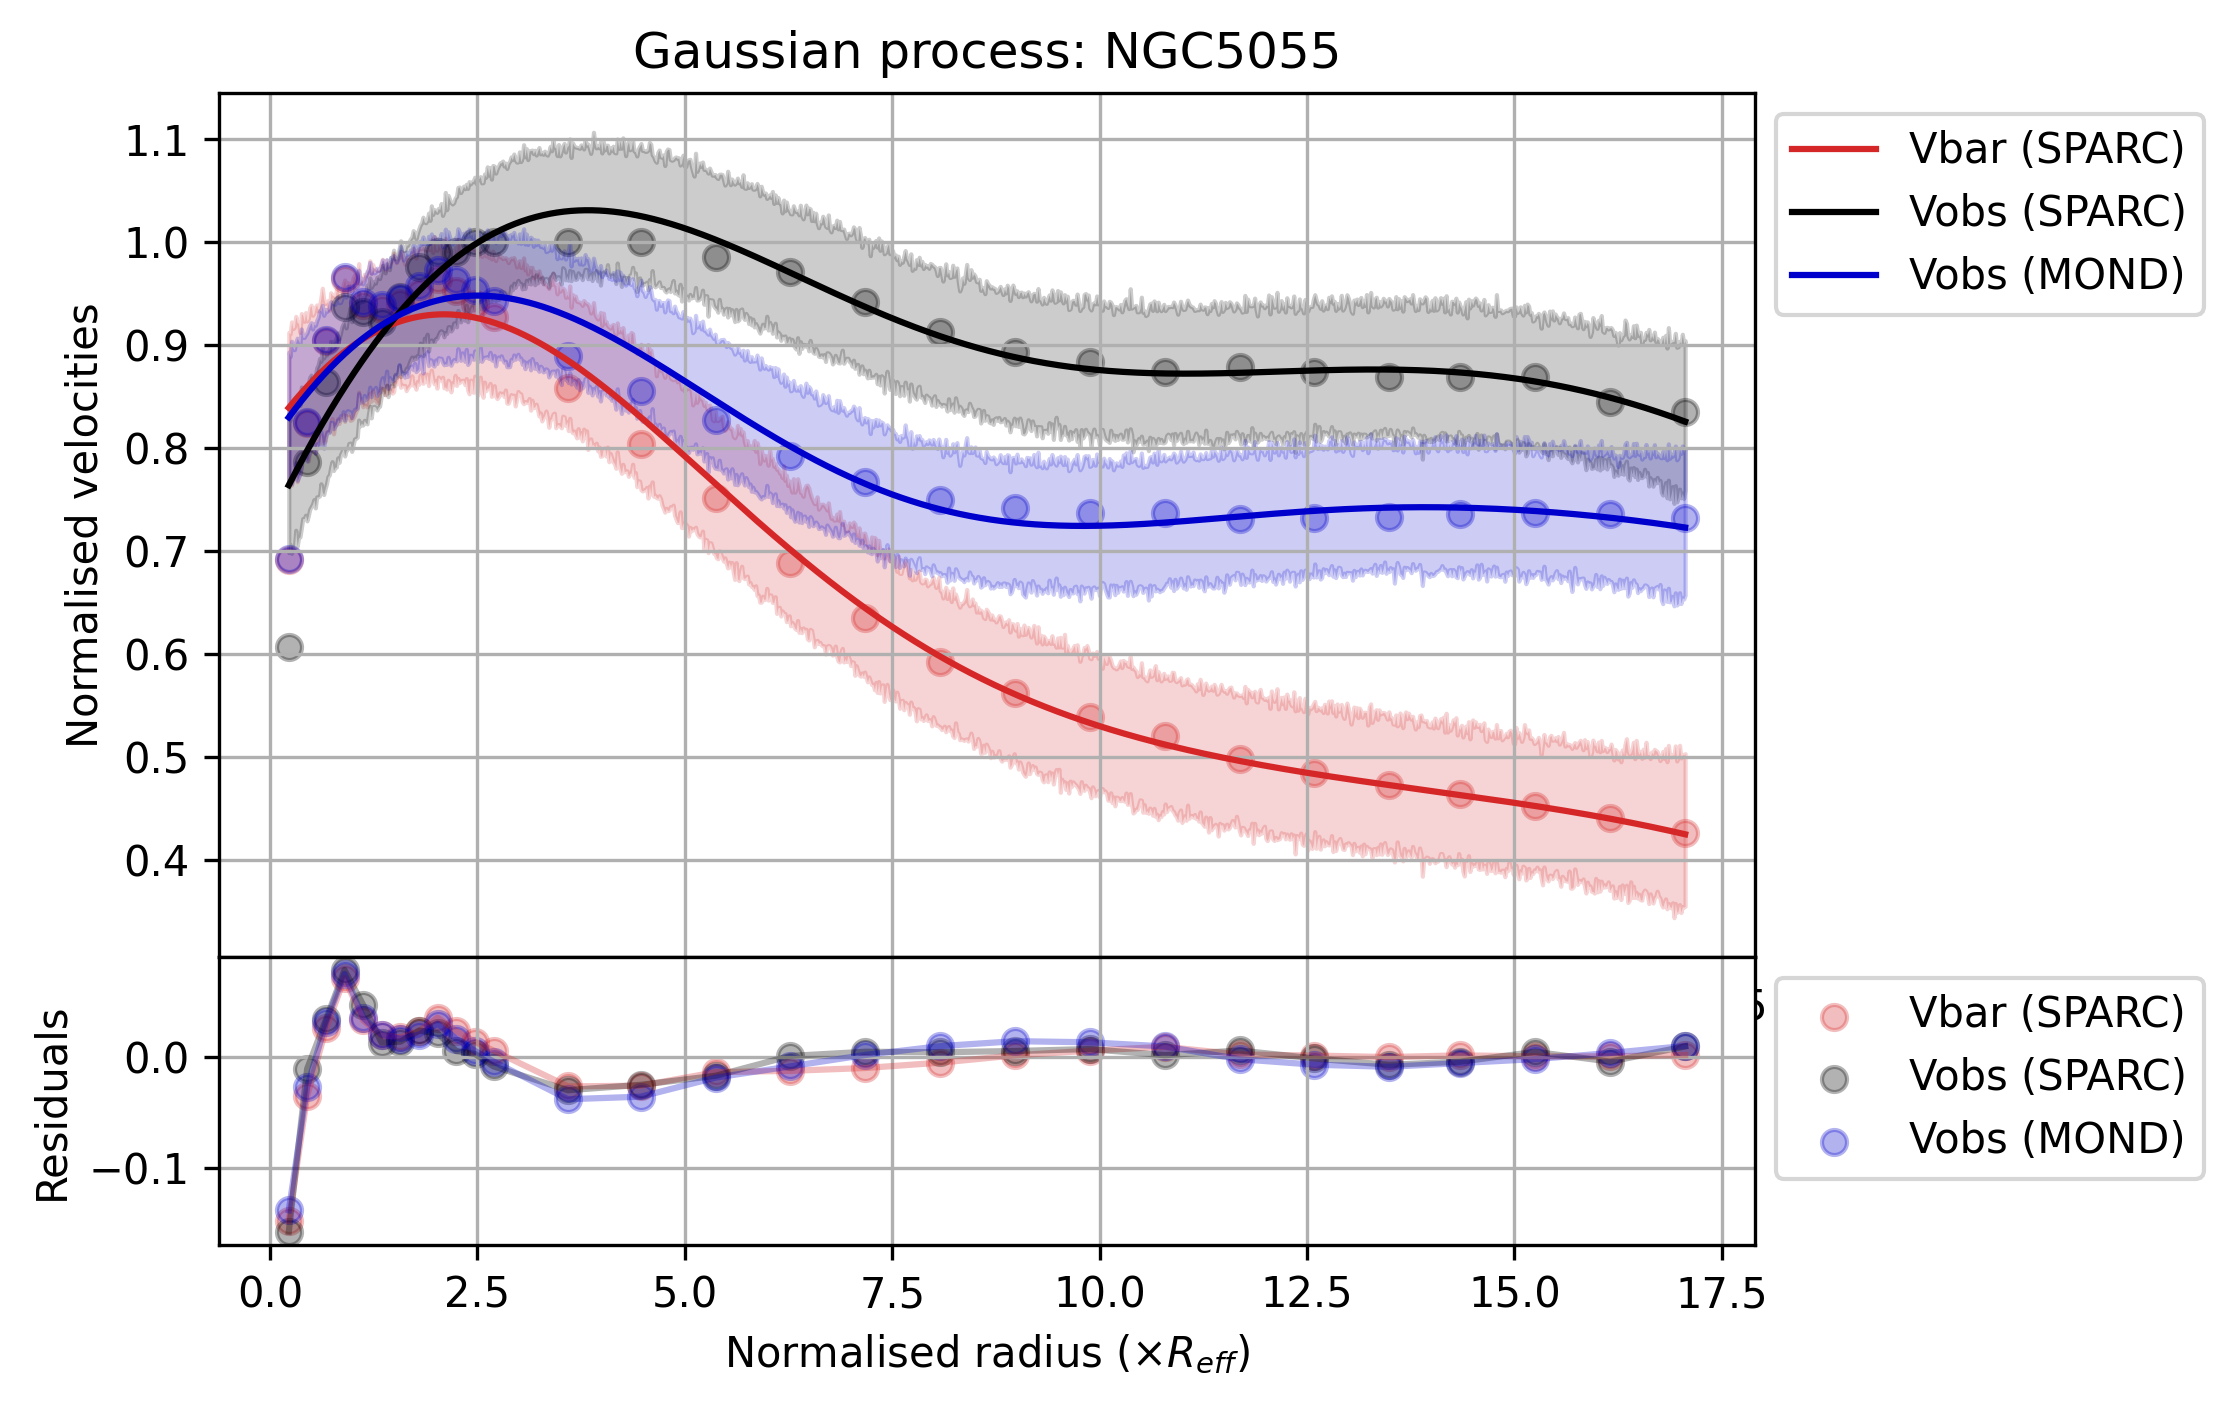 Gaussian process: NGC5055
Normalised velocities
1.1
1.0
0.9
0.8
0.7
0.6
0.5
0.4
Vbar (SPARC)
Vobs (SPARC)
Vobs (MOND)
Residuals
0.0
−0.1
5
Vbar (SPARC)
Vobs (SPARC)
Vobs (MOND)
0.0 2.5 5.0 7.5 10.0 12.5 15.0 17.5
Normalised radius (×R_eff)